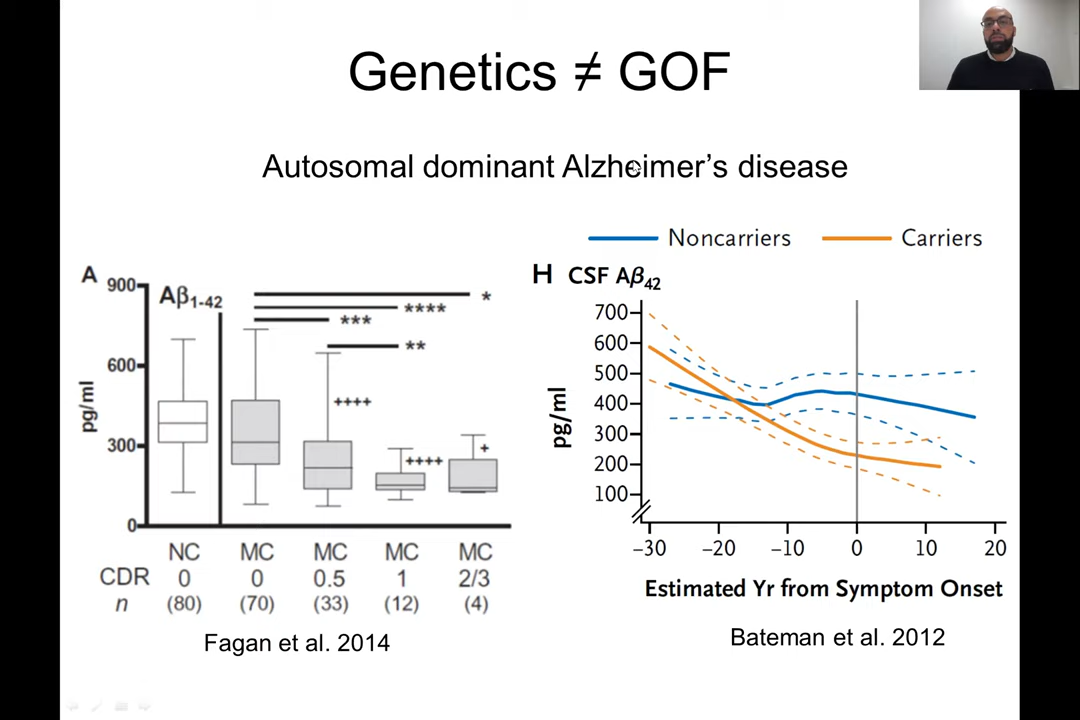 Genetics ≠ GOF
Autosomal dominant Alzheimer's disease
A
Aβ1-42
900
600
300
0
pg/ml
*
****
***
**
++++
++++
+
NC MC MC MC MC
CDR 0 0 0.5 1 2/3
n (80) (70) (33) (12) (4)
Fagan et al. 2014
Noncarriers Carriers
H CSF Aβ42
700
600
500
400
300
200
100
pg/ml
–30 –20 –10 0 10 20
Estimated Yr from Symptom Onset
Bateman et al. 2012